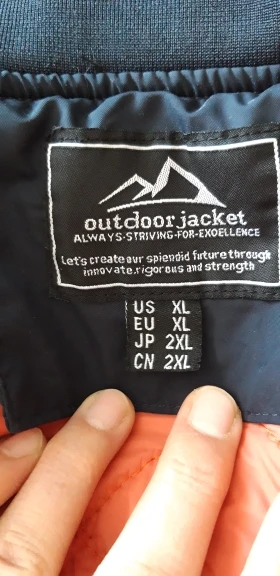 outdoor jacket
ALWAYS·STRIVING·FOR·EXOELLENCE
Let's create our splendid future through
innovate.rigorous and strength
US XL
EU XL
JP 2XL
CN 2XL